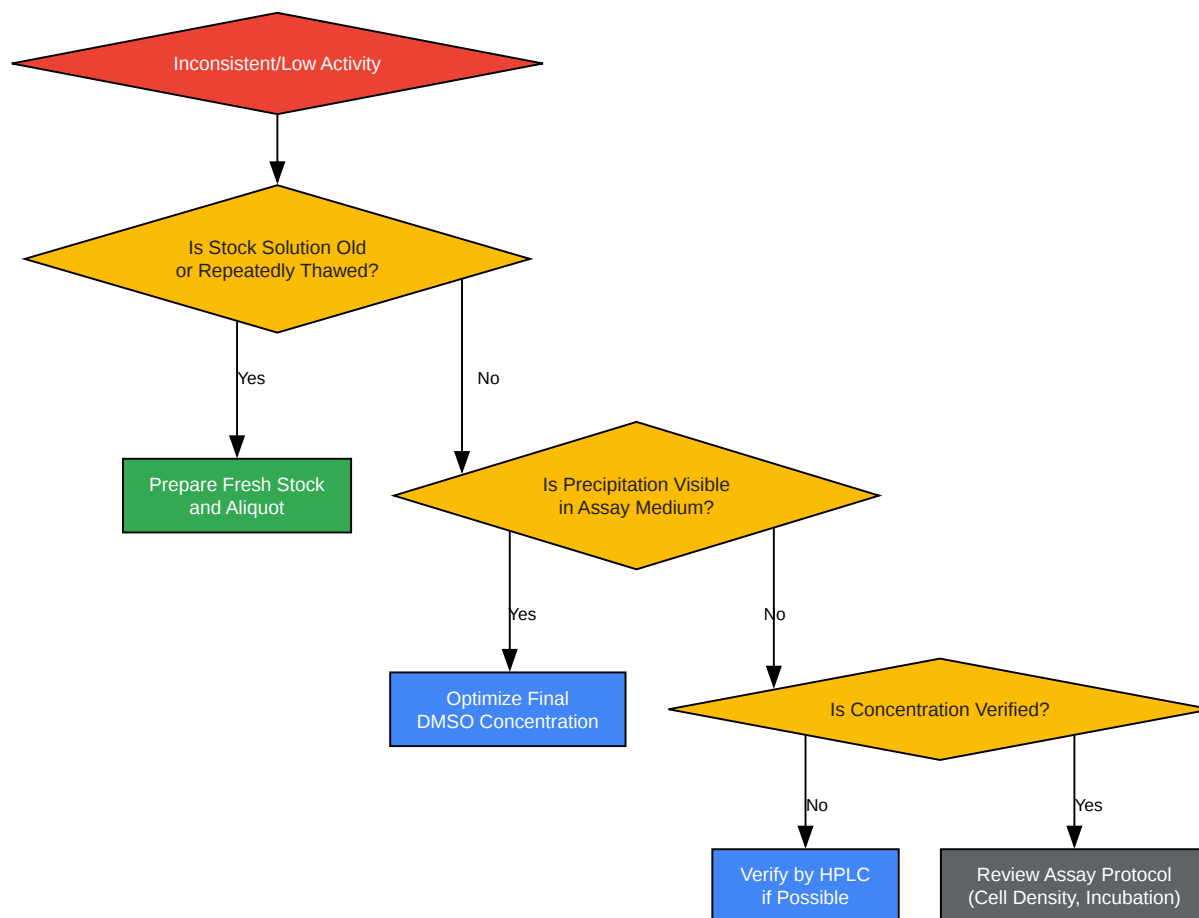 Inconsistent/Low Activity
Is Stock Solution Old
or Repeatedly Thawed?
Yes
No
Prepare Fresh Stock
and Aliquot
Is Precipitation Visible
in Assay Medium?
Yes
No
Optimize Final
DMSO Concentration
Is Concentration Verified?
No
Yes
Verify by HPLC
if Possible
Review Assay Protocol
(Cell Density, Incubation)